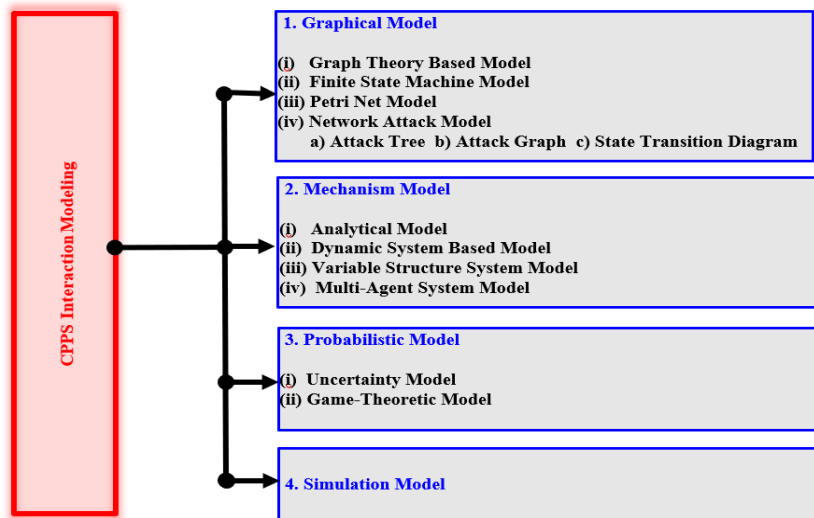 CPPS Interaction Modeling
1. Graphical Model
(i) Graph Theory Based Model
(ii) Finite State Machine Model
(iii) Petri Net Model
(iv) Network Attack Model
a) Attack Tree b) Attack Graph c) State Transition Diagram
2. Mechanism Model
(i) Analytical Model
(ii) Dynamic System Based Model
(iii) Variable Structure System Model
(iv) Multi-Agent System Model
3. Probabilistic Model
(i) Uncertainty Model
(ii) Game-Theoretic Model
4. Simulation Model